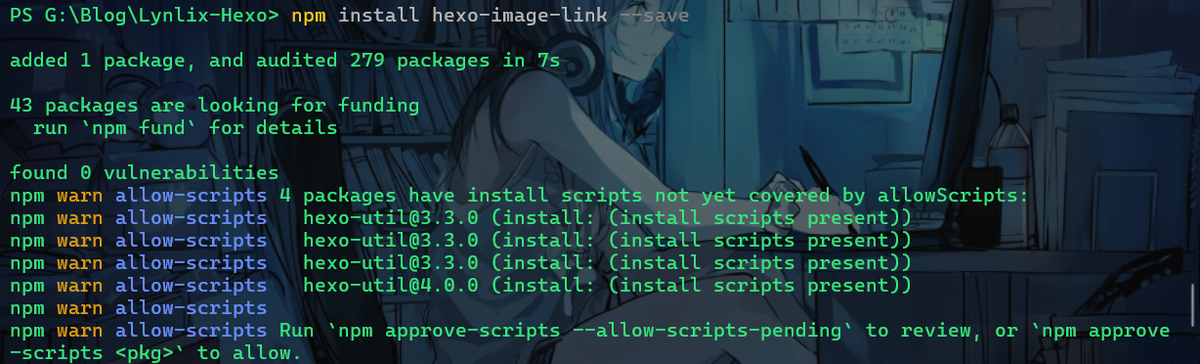 PS G:\Blog\Lynlix-Hexo> npm install hexo-image-link --save
added 1 package, and audited 279 packages in 7s
43 packages are looking for funding
  run `npm fund` for details
found 0 vulnerabilities
npm warn allow-scripts 4 packages have install scripts not yet covered by allowScripts:
npm warn allow-scripts   hexo-util@3.3.0 (install: (install scripts present))
npm warn allow-scripts   hexo-util@3.3.0 (install: (install scripts present))
npm warn allow-scripts   hexo-util@3.3.0 (install: (install scripts present))
npm warn allow-scripts   hexo-util@4.0.0 (install: (install scripts present))
npm warn allow-scripts
npm warn allow-scripts Run `npm approve-scripts --allow-scripts-pending` to review, or `npm approve
-scripts <pkg>` to allow.